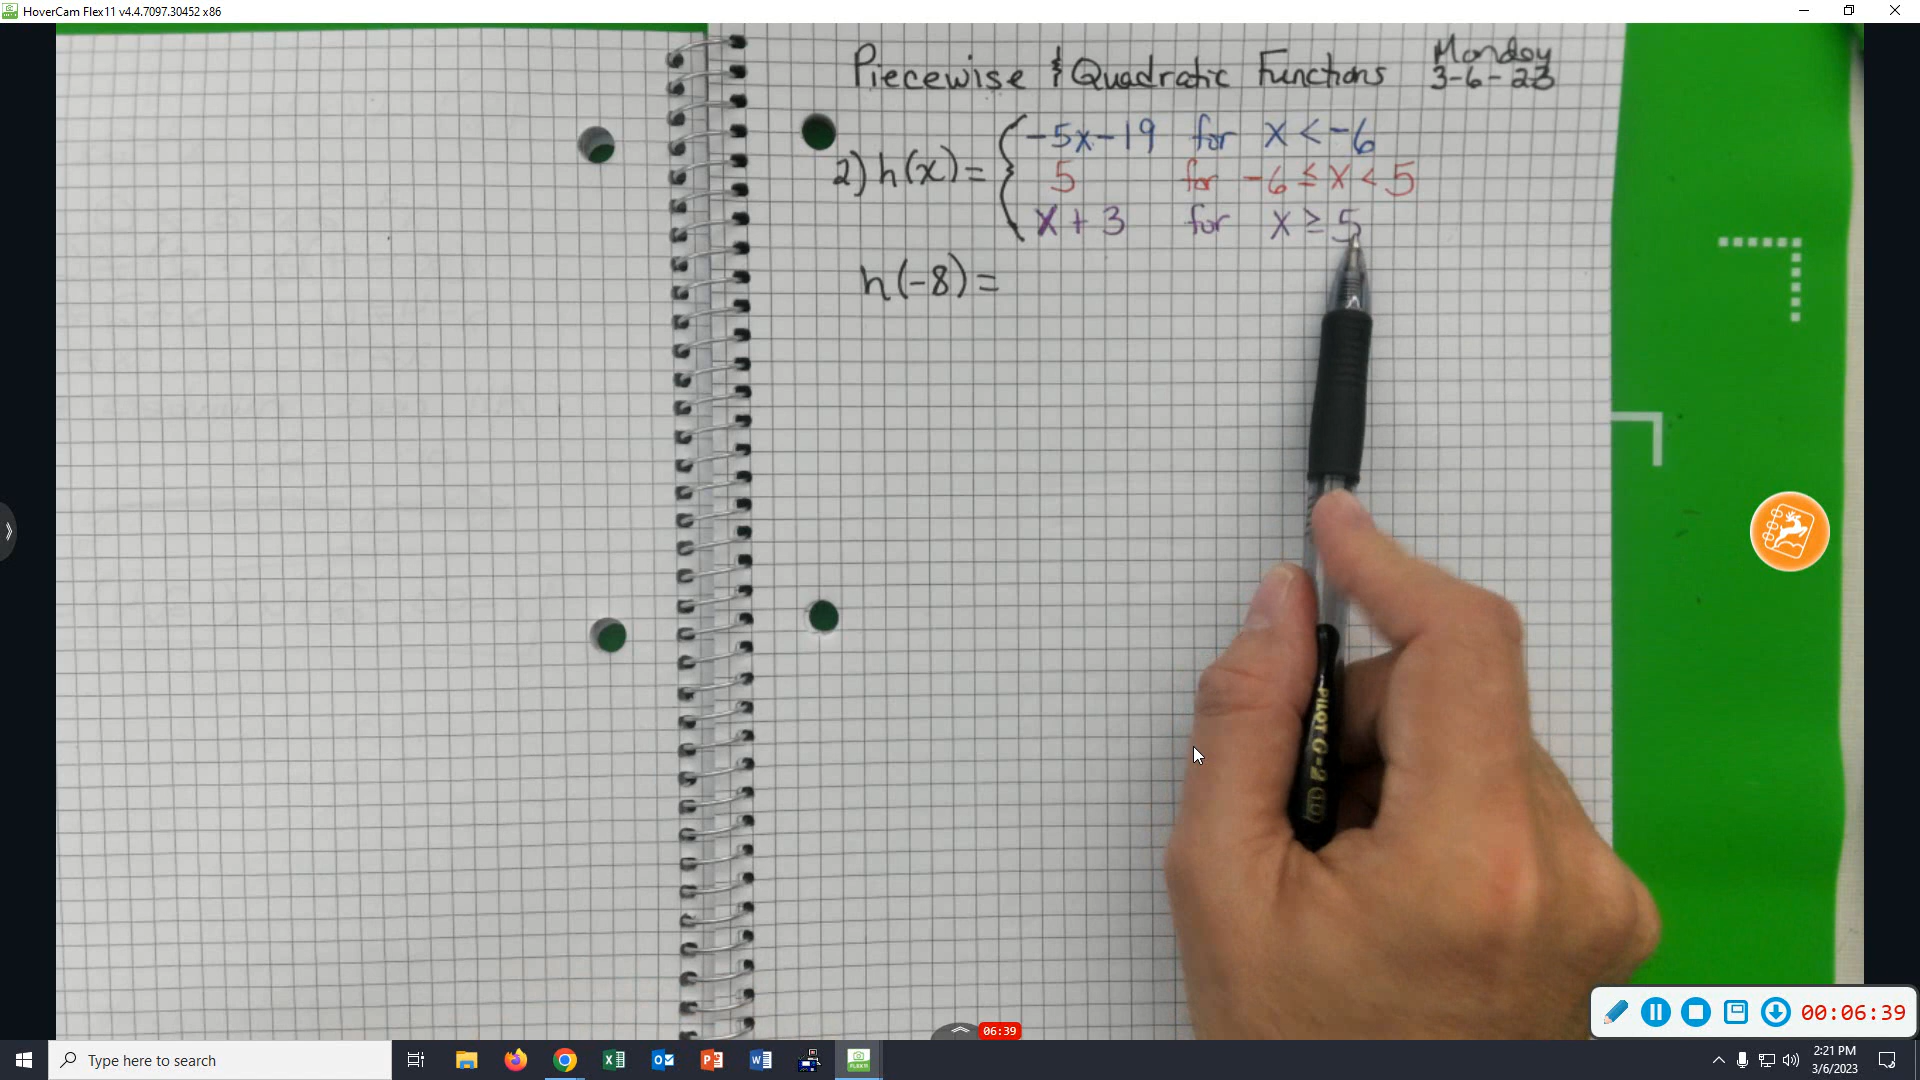 HoverCam Flex11 v4.4.7097.30452 x86
Piecewise & Quadratic Functions
Monday
3-6-23
2) h(x) = { -5x-19 for x < -6
5 for -6 ≤ x < 5
x + 3 for x ≥ 5
h(-8) =
PILOT G-2
06:39
00:06:39
Type here to search
2:21 PM
3/6/2023